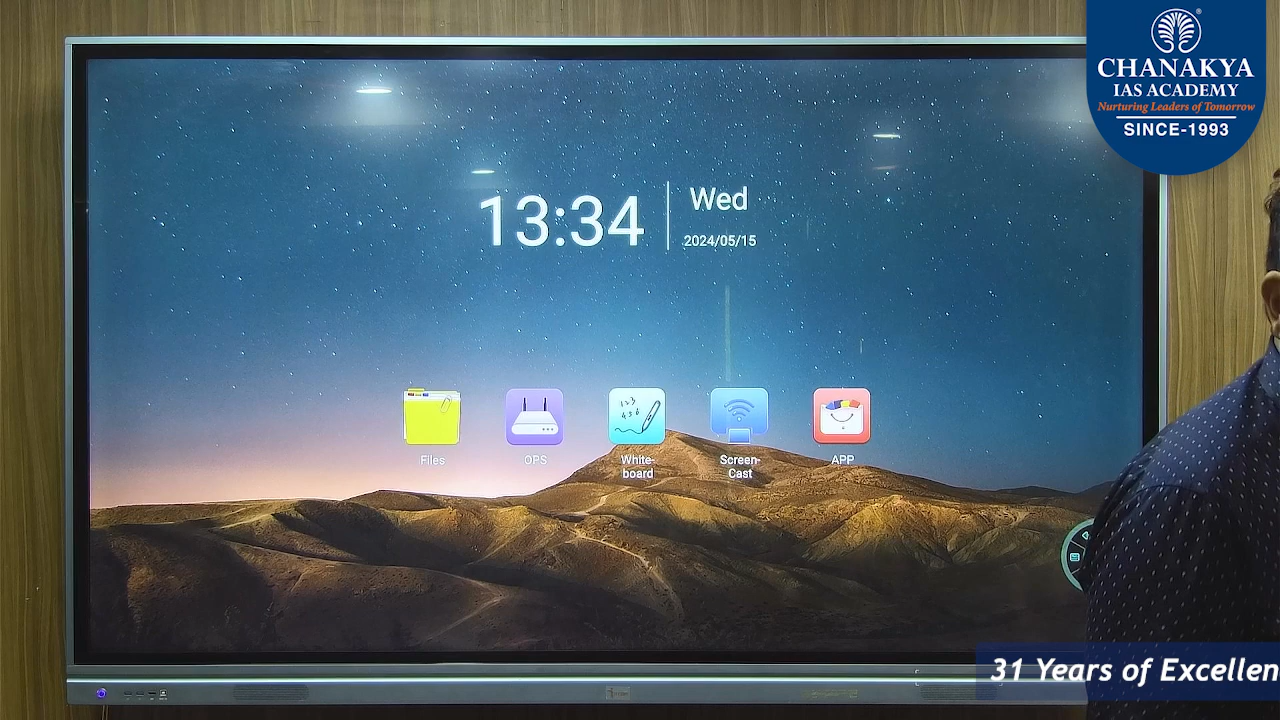 CHANAKYA
IAS ACADEMY
Nurturing Leaders of Tomorrow
SINCE-1993
13:34
Wed
2024/05/15
Files
OPS
White-
board
Screen-
Cast
APP
31 Years of Excellen